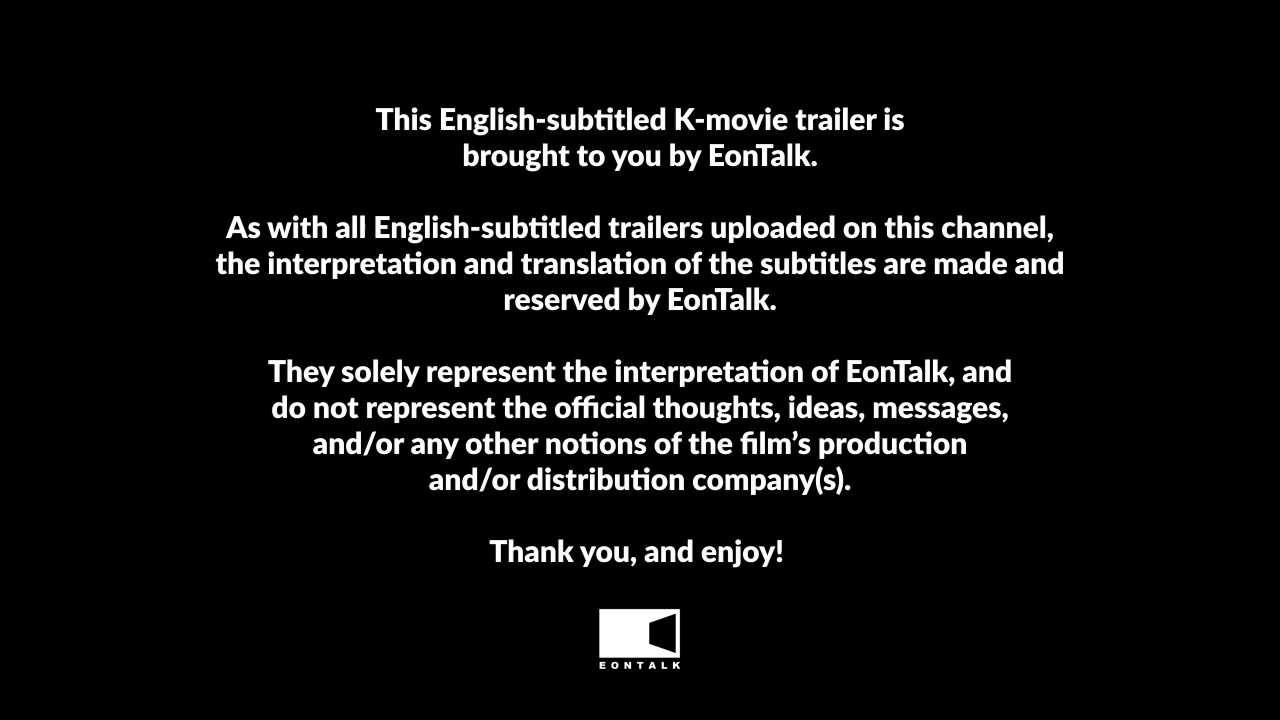 This English-subtitled K-movie trailer is
brought to you by EonTalk.
As with all English-subtitled trailers uploaded on this channel,
the interpretation and translation of the subtitles are made and
reserved by EonTalk.
They solely represent the interpretation of EonTalk, and
do not represent the official thoughts, ideas, messages,
and/or any other notions of the film’s production
and/or distribution company(s).
Thank you, and enjoy!
EONTALK